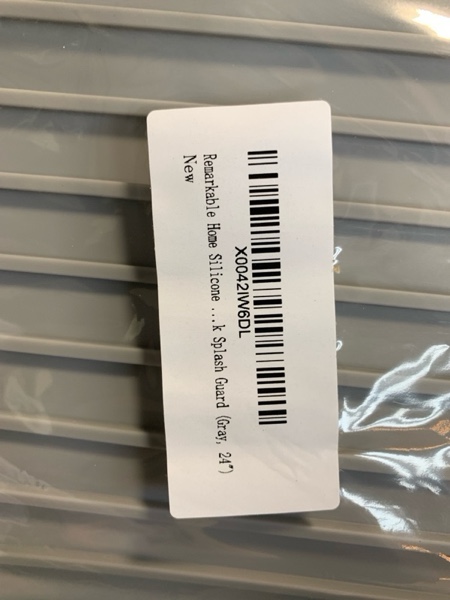 X0042IW6DL
Remarkable Home Silicone ...k Splash Guard (Gray, 24")
New